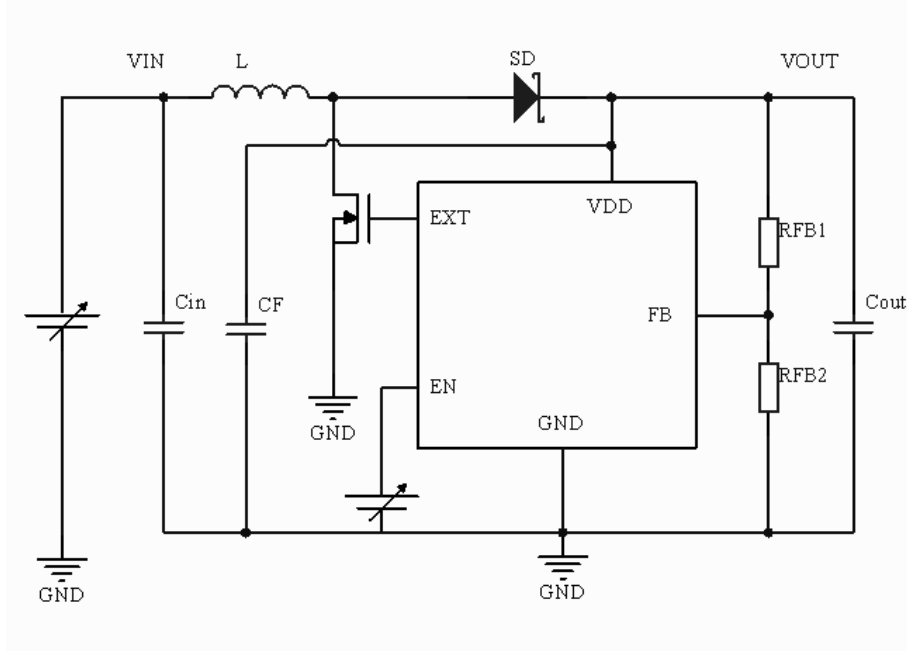 VIN L SD VOUT
VDD
EXT
RFB1
Cin CF FB Cout
EN RFB2
GND GND
GND GND